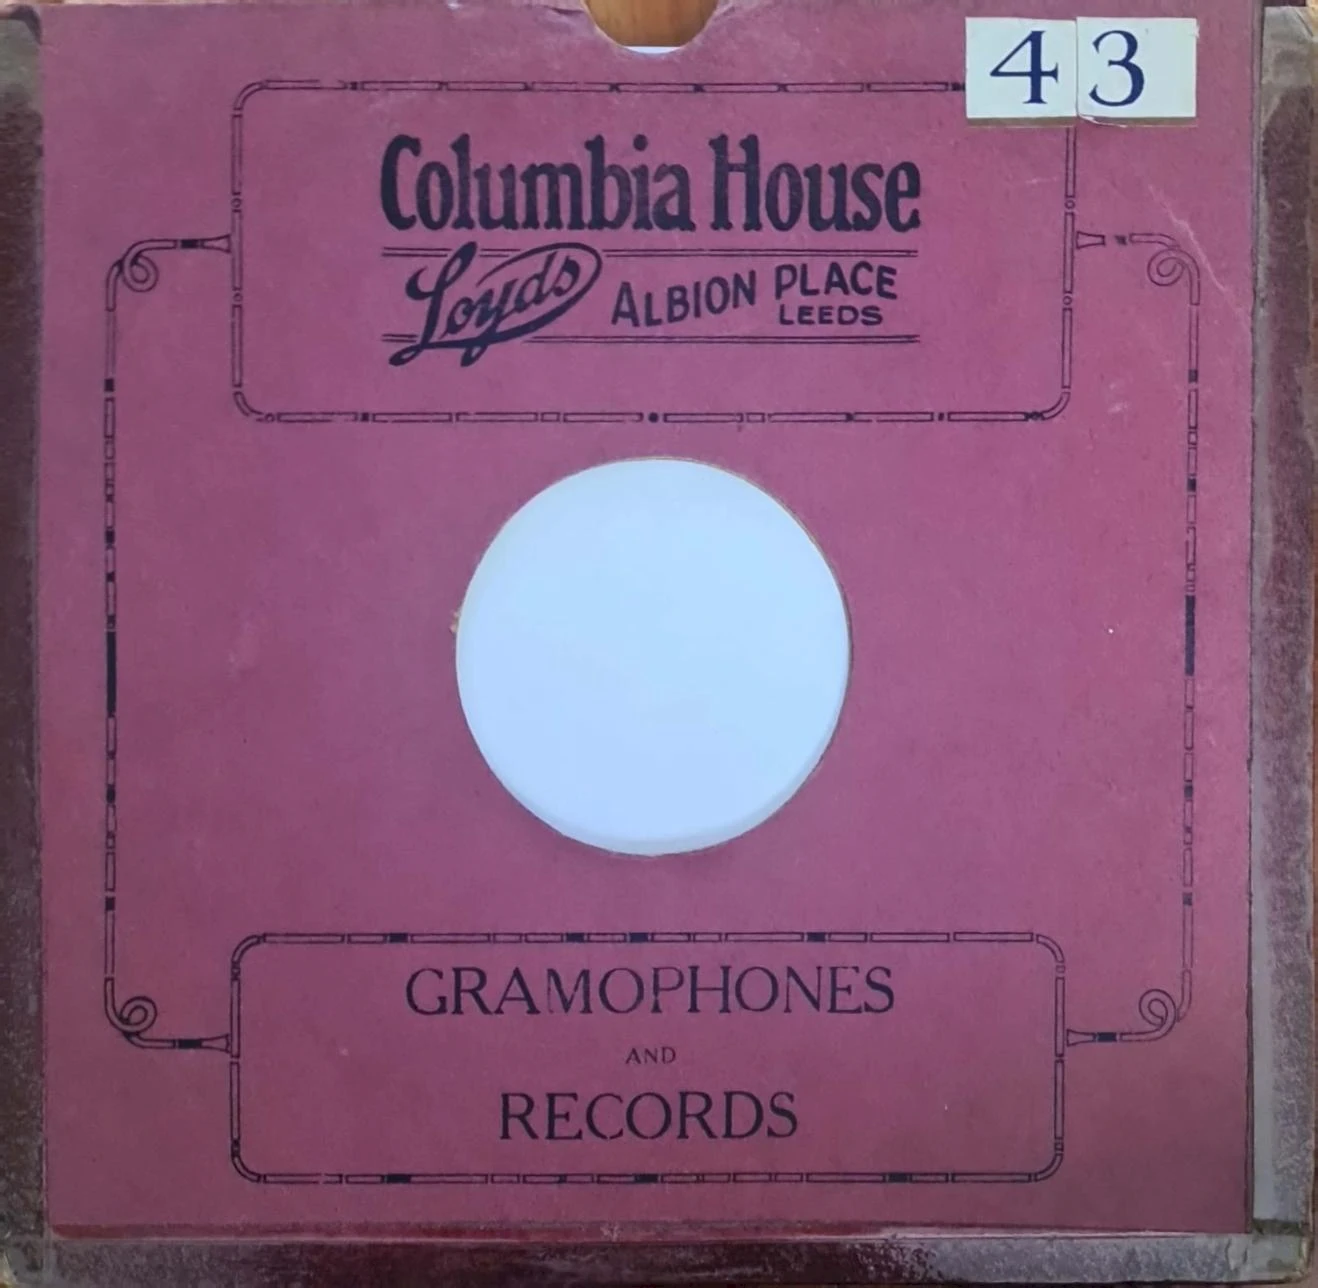 43
Columbia House
Loyds ALBION PLACE
LEEDS
GRAMOPHONES
AND
RECORDS